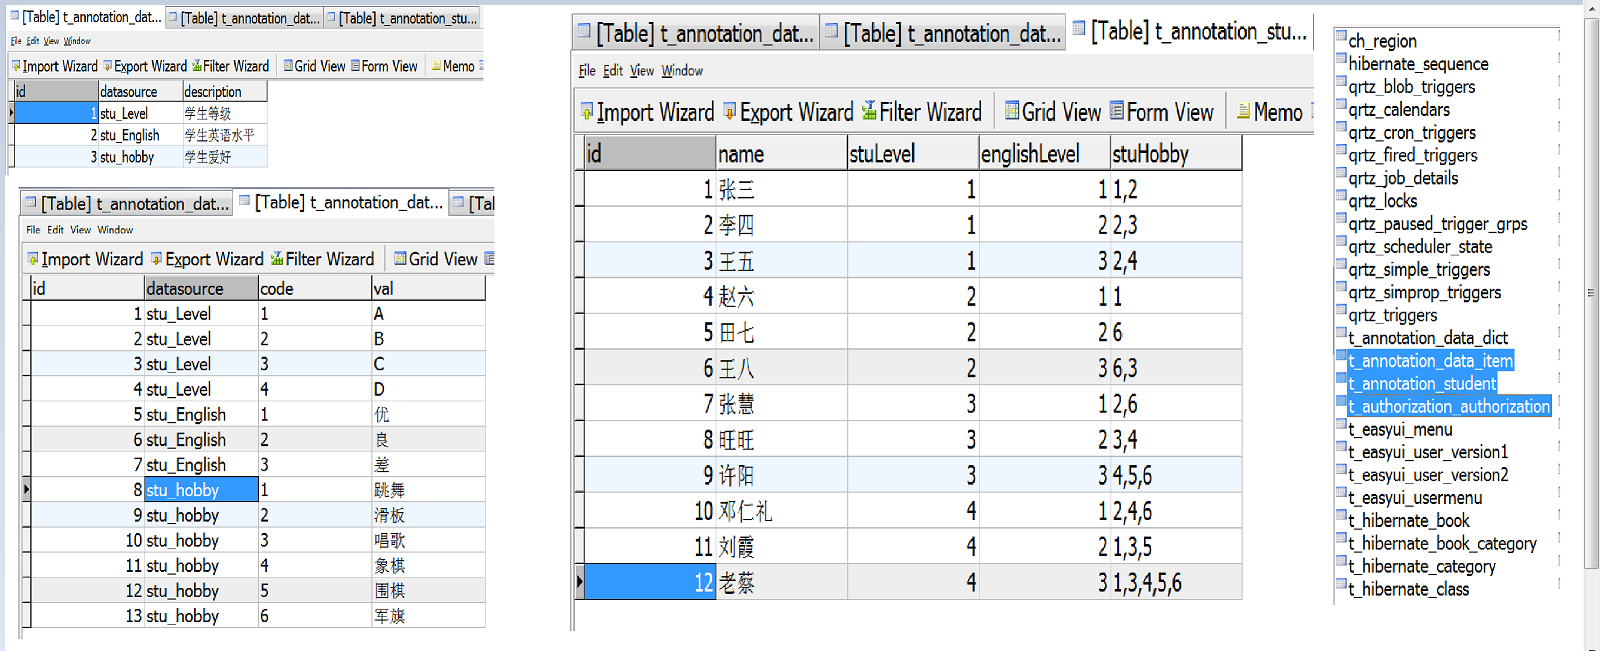 [Table] t_annotation_dat... [Table] t_annotation_dat... [Table] t_annotation_stu...
File Edit View Window
Import Wizard Export Wizard Filter Wizard Grid View Form View Memo
id datasource description
1 stu_Level 学生等级
2 stu_English 学生英语水平
3 stu_hobby 学生爱好
[Table] t_annotation_dat... [Table] t_annotation_dat... [Tal
File Edit View Window
Import Wizard Export Wizard Filter Wizard Grid View
id datasource code val
1 stu_Level 1 A
2 stu_Level 2 B
3 stu_Level 3 C
4 stu_Level 4 D
5 stu_English 1 优
6 stu_English 2 良
7 stu_English 3 差
8 stu_hobby 1 跳舞
9 stu_hobby 2 滑板
10 stu_hobby 3 唱歌
11 stu_hobby 4 象棋
12 stu_hobby 5 围棋
13 stu_hobby 6 军旗
[Table] t_annotation_dat... [Table] t_annotation_dat... [Table] t_annotation_stu...
File Edit View Window
Import Wizard Export Wizard Filter Wizard Grid View Form View Memo
id name stuLevel englishLevel stuHobby
1 张三 1 1 1,2
2 李四 1 2 2,3
3 王五 1 3 2,4
4 赵六 2 1 1
5 田七 2 2 6
6 王八 2 3 6,3
7 张慧 3 1 2,6
8 旺旺 3 2 3,4
9 许阳 3 3 4,5,6
10 邓仁礼 4 1 2,4,6
11 刘霞 4 2 1,3,5
12 老蔡 4 3 1,3,4,5,6
ch_region
hibernate_sequence
qrtz_blob_triggers
qrtz_calendars
qrtz_cron_triggers
qrtz_fired_triggers
qrtz_job_details
qrtz_locks
qrtz_paused_trigger_grps
qrtz_scheduler_state
qrtz_simple_triggers
qrtz_simprop_triggers
qrtz_triggers
t_annotation_data_dict
t_annotation_data_item
t_annotation_student
t_authorization_authorization
t_easyui_menu
t_easyui_user_version1
t_easyui_user_version2
t_easyui_usermenu
t_hibernate_book
t_hibernate_book_category
t_hibernate_category
t_hibernate_class